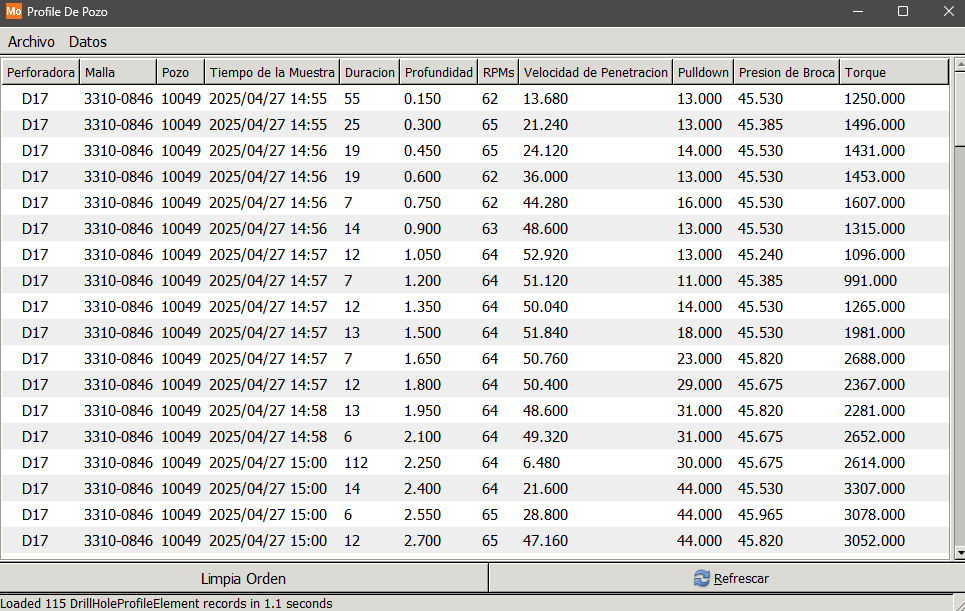 Mo Profile De Pozo
Archivo Datos
Perforadora Malla Pozo Tiempo de la Muestra Duracion Profundidad RPMs Velocidad de Penetracion Pulldown Presion de Broca Torque
D17 3310-0846 10049 2025/04/27 14:55 55 0.150 62 13.680 13.000 45.530 1250.000
D17 3310-0846 10049 2025/04/27 14:55 25 0.300 65 21.240 13.000 45.385 1496.000
D17 3310-0846 10049 2025/04/27 14:56 19 0.450 65 24.120 14.000 45.530 1431.000
D17 3310-0846 10049 2025/04/27 14:56 19 0.600 62 36.000 13.000 45.530 1453.000
D17 3310-0846 10049 2025/04/27 14:56 7 0.750 62 44.280 16.000 45.530 1607.000
D17 3310-0846 10049 2025/04/27 14:56 14 0.900 63 48.600 13.000 45.530 1315.000
D17 3310-0846 10049 2025/04/27 14:57 12 1.050 64 52.920 13.000 45.240 1096.000
D17 3310-0846 10049 2025/04/27 14:57 7 1.200 64 51.120 11.000 45.385 991.000
D17 3310-0846 10049 2025/04/27 14:57 12 1.350 64 50.040 14.000 45.530 1265.000
D17 3310-0846 10049 2025/04/27 14:57 13 1.500 64 51.840 18.000 45.530 1981.000
D17 3310-0846 10049 2025/04/27 14:57 7 1.650 64 50.760 23.000 45.820 2688.000
D17 3310-0846 10049 2025/04/27 14:57 12 1.800 64 50.400 29.000 45.675 2367.000
D17 3310-0846 10049 2025/04/27 14:58 13 1.950 64 48.600 31.000 45.820 2281.000
D17 3310-0846 10049 2025/04/27 14:58 6 2.100 64 49.320 31.000 45.675 2652.000
D17 3310-0846 10049 2025/04/27 15:00 112 2.250 64 6.480 30.000 45.675 2614.000
D17 3310-0846 10049 2025/04/27 15:00 14 2.400 64 21.600 44.000 45.530 3307.000
D17 3310-0846 10049 2025/04/27 15:00 6 2.550 65 28.800 44.000 45.965 3078.000
D17 3310-0846 10049 2025/04/27 15:00 12 2.700 65 47.160 44.000 45.820 3052.000
Limpia Orden Refrescar
Loaded 115 DrillHoleProfileElement records in 1.1 seconds